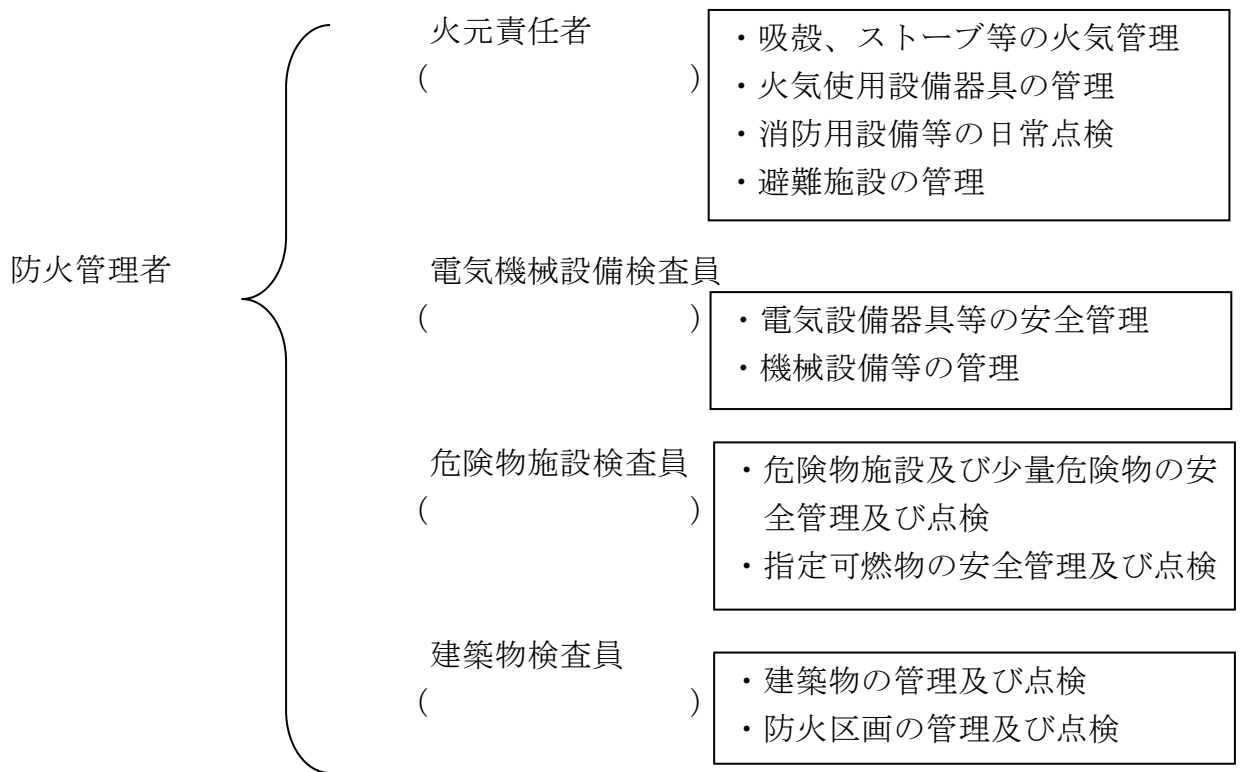 火元責任者
(　　　　　　　　)
・吸殻、ストーブ等の火気管理
・火気使用設備器具の管理
・消防用設備等の日常点検
・避難施設の管理
防火管理者
電気機械設備検査員
(　　　　　　　　)
・電気設備器具等の安全管理
・機械設備等の管理
危険物施設検査員
(　　　　　　　　)
・危険物施設及び少量危険物の安
全管理及び点検
・指定可燃物の安全管理及び点検
建築物検査員
(　　　　　　　　)
・建築物の管理及び点検
・防火区画の管理及び点検